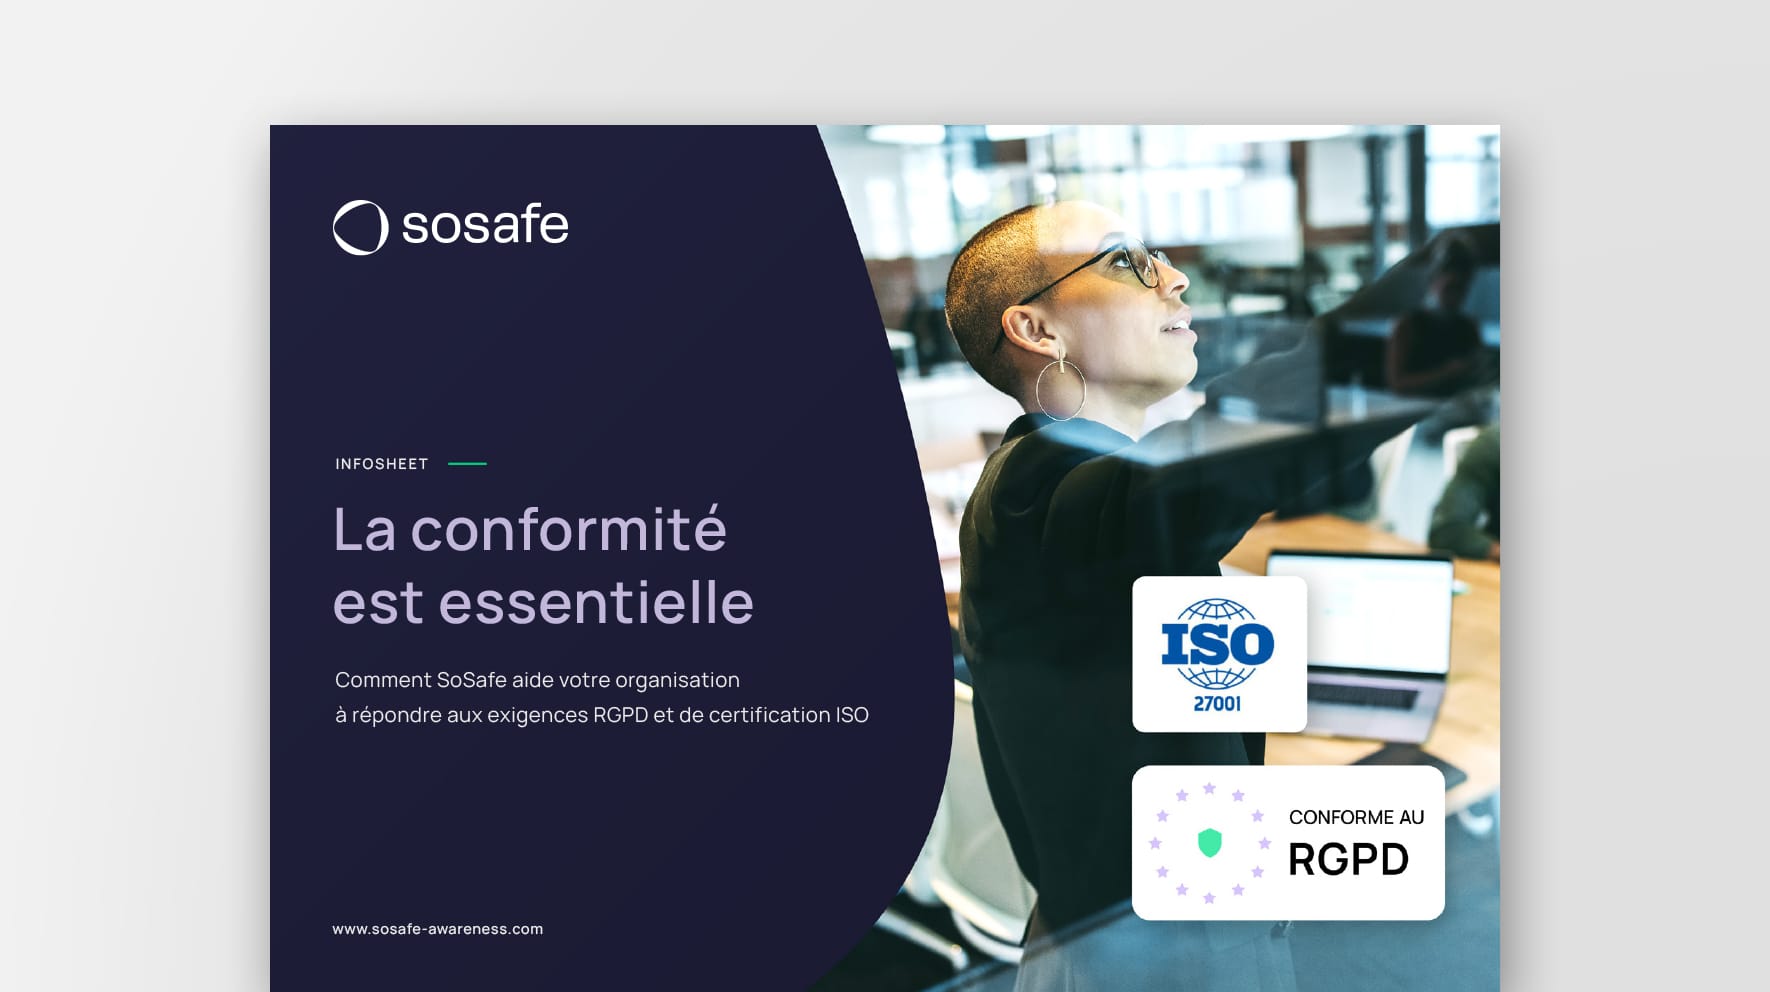 sosafe
INFOSHEET
La conformité
est essentielle
Comment SoSafe aide votre organisation
à répondre aux exigences RGPD et de certification ISO
www.sosafe-awareness.com
ISO
27001
CONFORME AU
RGPD